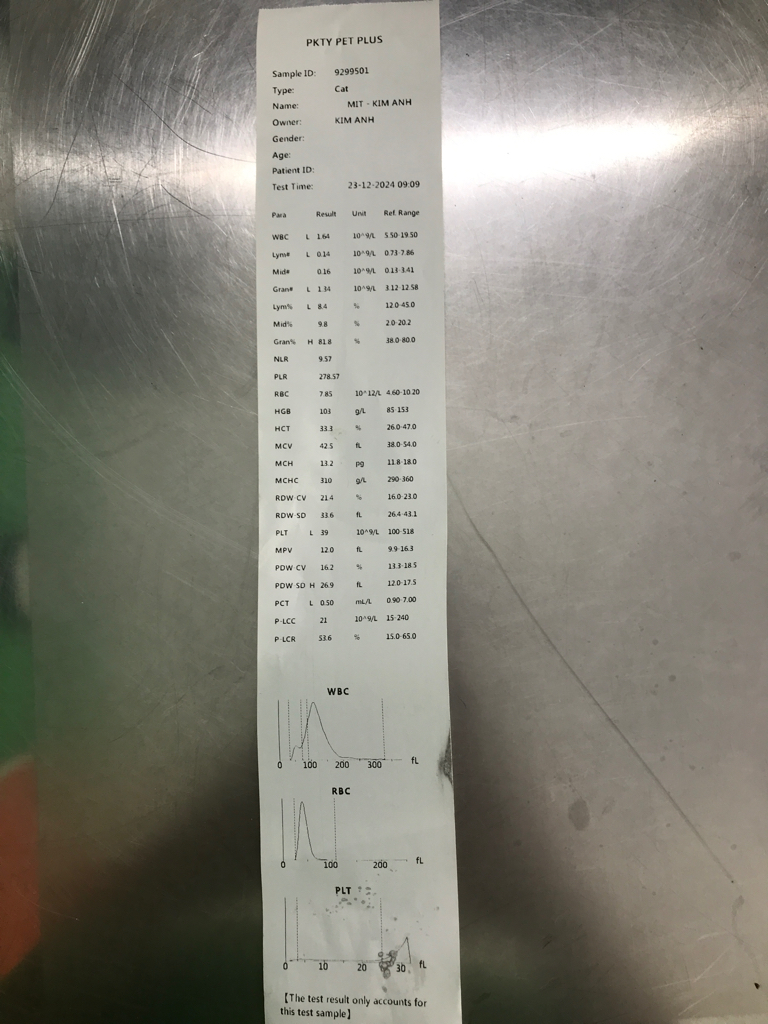 PKTY PET PLUS
Sample ID: 9299501
Type: Cat
Name: MIT - KIM ANH
Owner: KIM ANH
Gender:
Age:
Patient ID:
Test Time: 23-12-2024 09:09
Para Result Unit Ref. Range
WBC L 1.64 10^9/L 5.50-19.50
Lym# L 0.14 10^9/L 0.73-7.86
Mid# 0.16 10^9/L 0.13-3.41
Gran# L 1.34 10^9/L 3.12-12.58
Lym% L 8.4 % 12.0-45.0
Mid% 9.8 % 2.0-20.2
Gran% H 81.8 % 38.0-80.0
NLR 9.57
PLR 278.57
RBC 7.85 10^12/L 4.60-10.20
HGB 103 g/L 85-153
HCT 33.3 % 26.0-47.0
MCV 42.5 fL 38.0-54.0
MCH 13.2 pg 11.8-18.0
MCHC 310 g/L 290-360
RDW-CV 21.4 % 16.0-23.0
RDW-SD 33.6 fL 26.4-43.1
PLT L 39 10^9/L 100-518
MPV 12.0 fL 9.9-16.3
PDW-CV 16.2 % 13.3-18.5
PDW-SD H 26.9 fL 12.0-17.5
PCT L 0.50 mL/L 0.90-7.00
P-LCC 21 10^9/L 15-240
P-LCR 53.6 % 15.0-65.0
WBC
0 100 200 300 fL
RBC
0 100 200 fL
PLT
0 10 20 30 fL
【The test result only accounts for
this test sample】